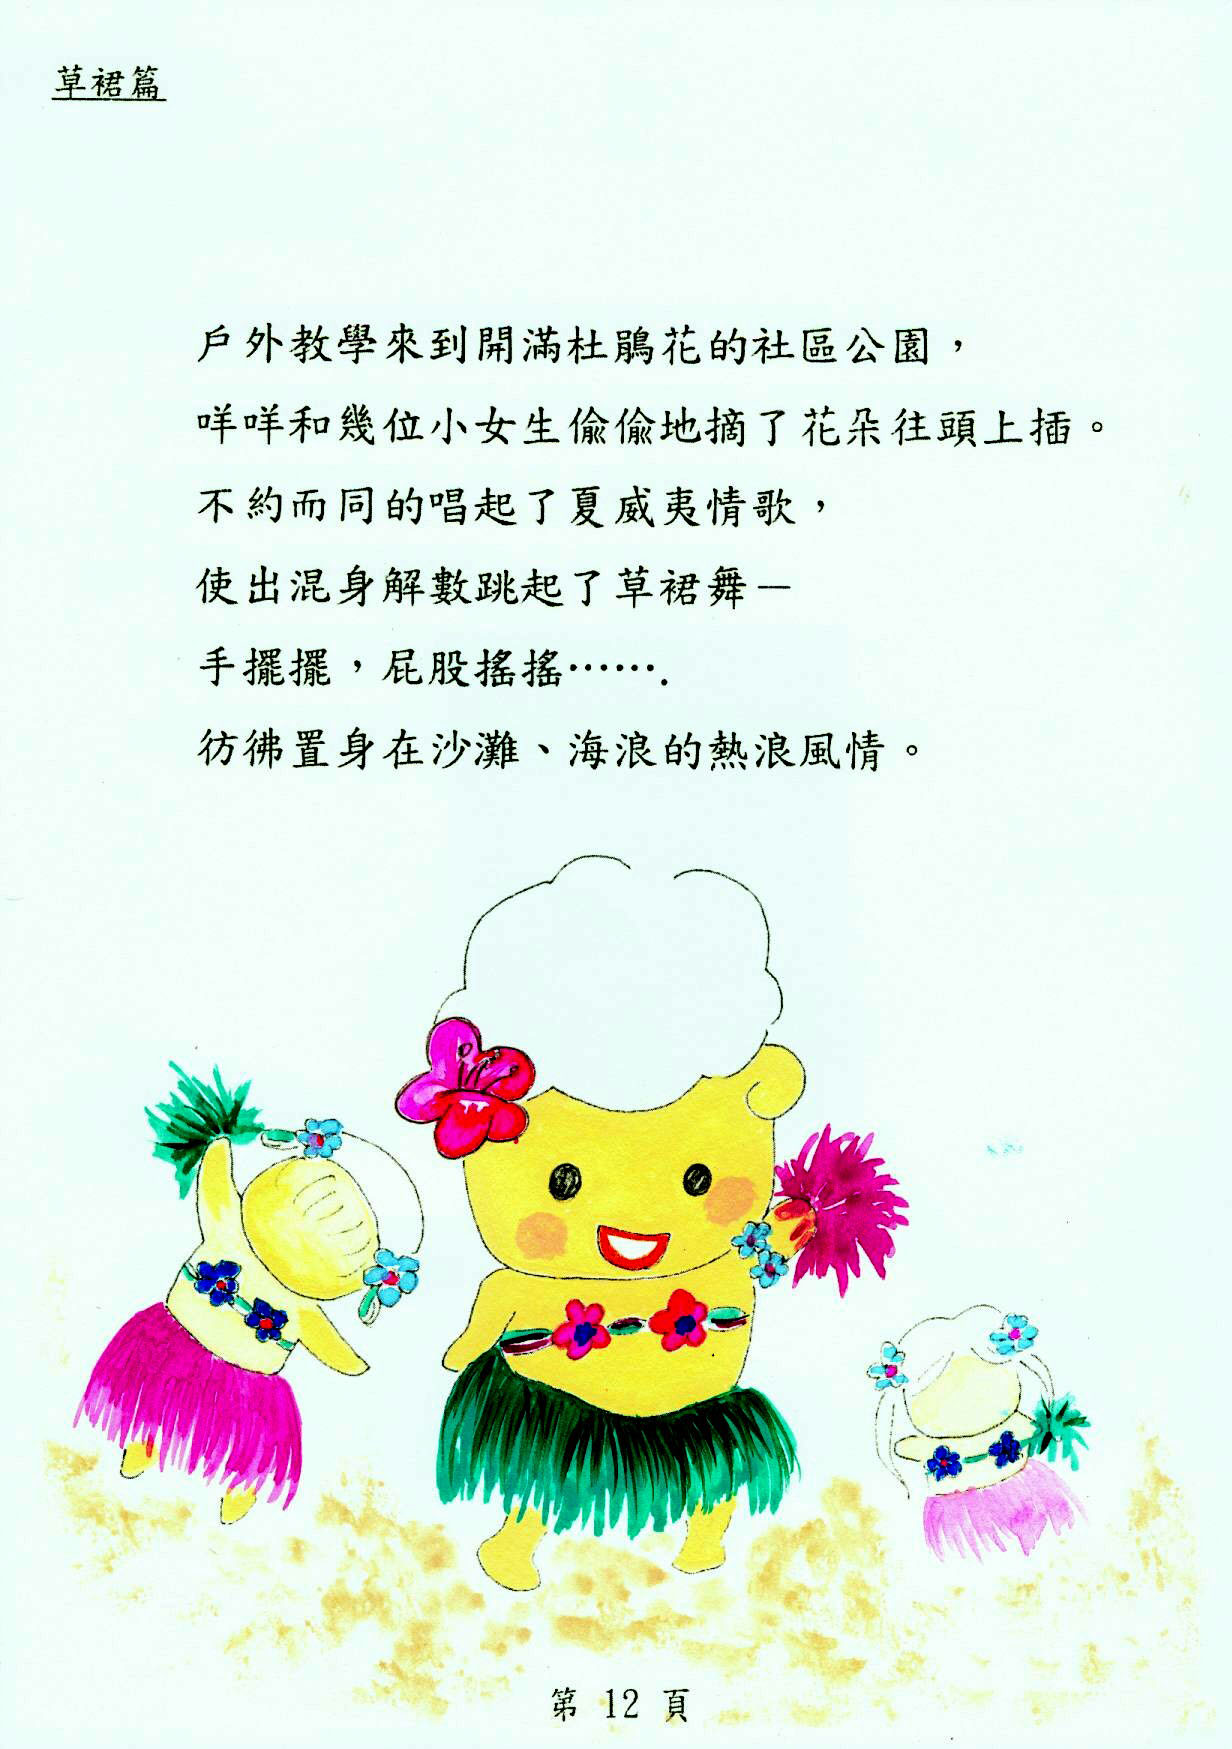 草裙篇
戶外教學來到開滿杜鵑花的社區公園，
咩咩和幾位小女生偷偷地摘了花朵往頭上插。
不約而同的唱起了夏威夷情歌，
使出混身解數跳起了草裙舞－
手擺擺，屁股搖搖…….
彷彿置身在沙灘、海浪的熱浪風情。
第 12 頁